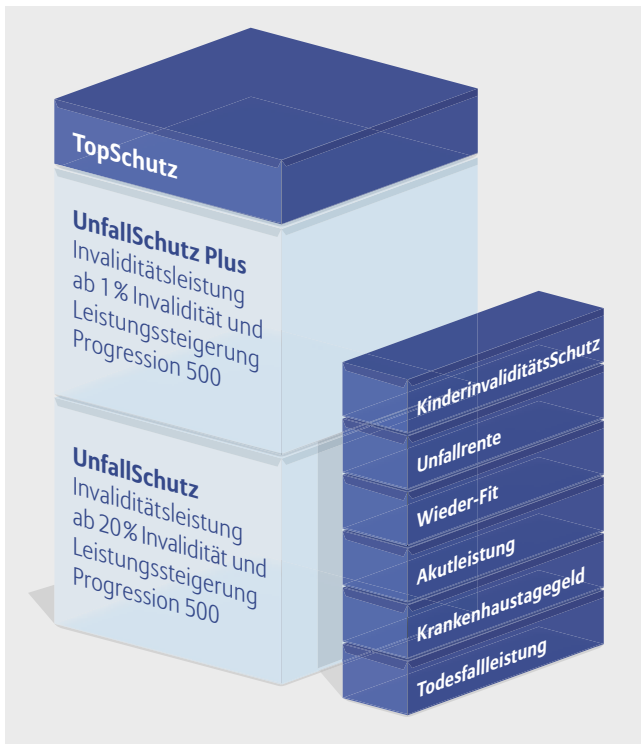 TopSchutz
UnfallSchutz Plus
Invaliditätsleistung
ab 1 % Invalidität und
Leistungssteigerung
Progression 500
UnfallSchutz
Invaliditätsleistung
ab 20 % Invalidität und
Leistungssteigerung
Progression 500
KinderinvaliditätsSchutz
Unfallrente
Wieder-Fit
Akutleistung
Krankenhaustagegeld
Todesfallleistung